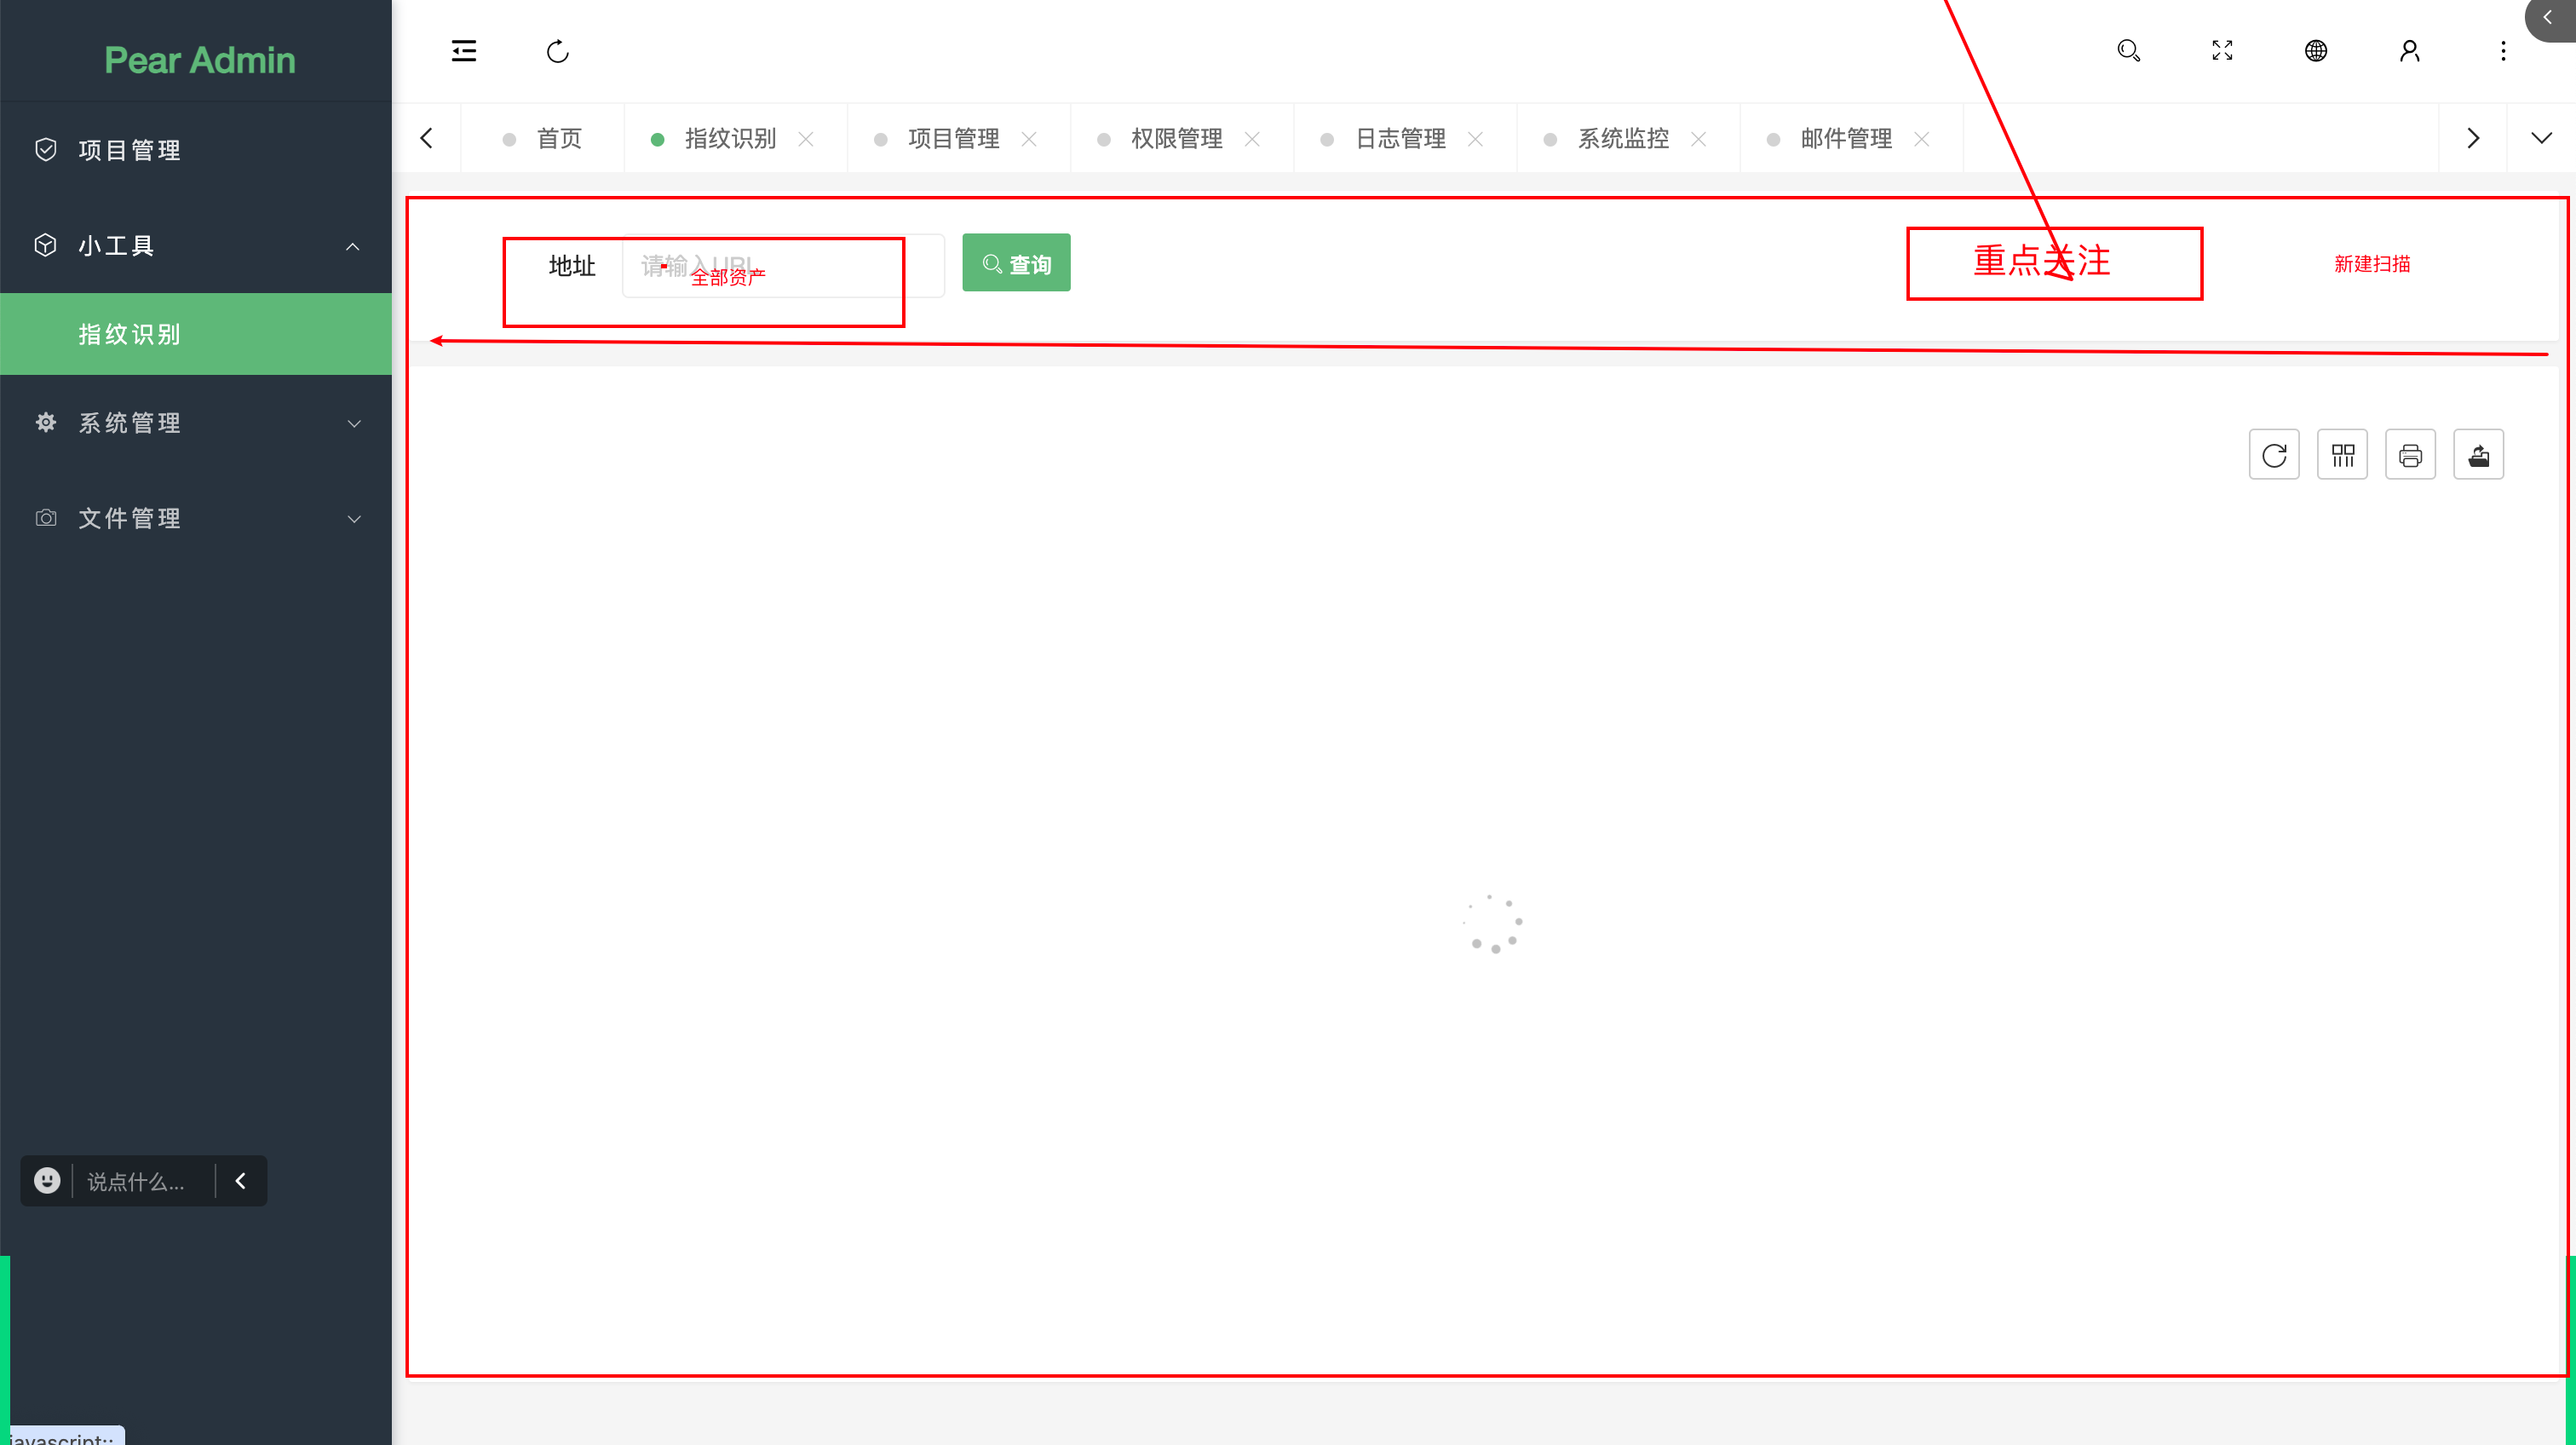 Pear Admin
项目管理
小工具
指纹识别
系统管理
文件管理
首页
指纹识别
项目管理
权限管理
日志管理
系统监控
邮件管理
地址
请输入URL
全部资产
查询
重点关注
新建扫描
说点什么...
javascript:;